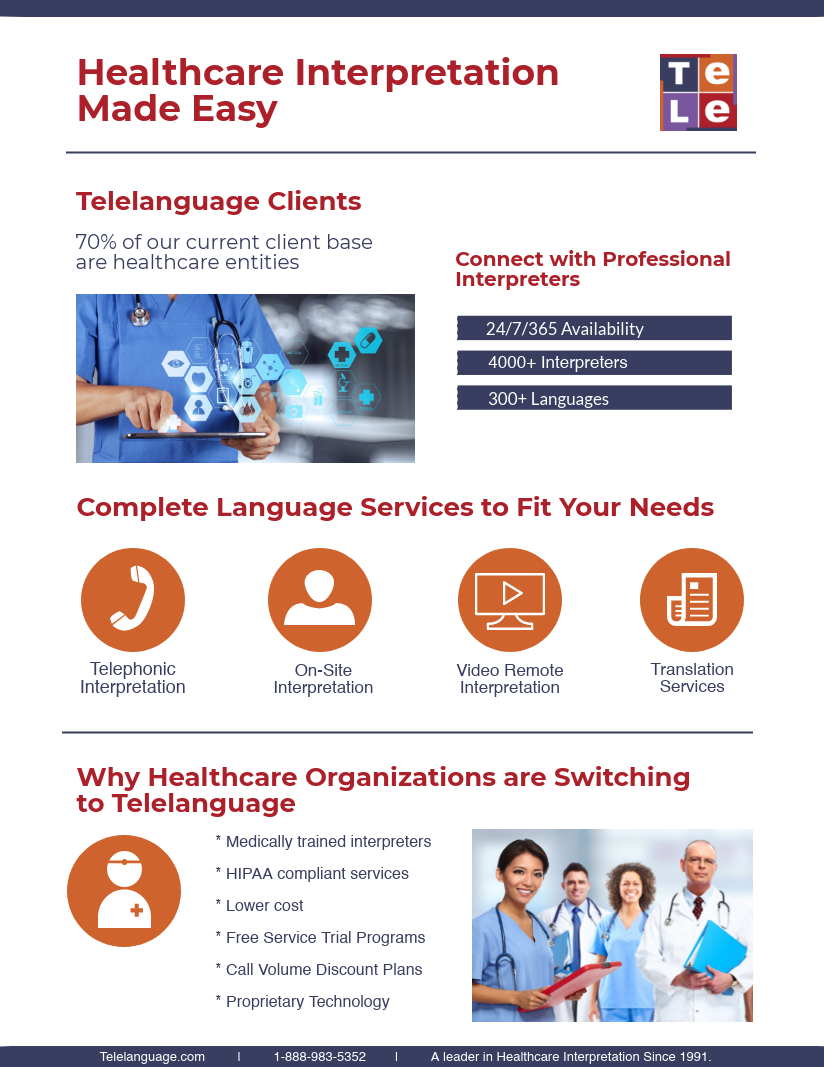 Healthcare Interpretation
Made Easy
Te
Le
Telelanguage Clients
70% of our current client base
are healthcare entities
Connect with Professional
Interpreters
24/7/365 Availability
4000+ Interpreters
300+ Languages
Complete Language Services to Fit Your Needs
Telephonic
Interpretation
On-Site
Interpretation
Video Remote
Interpretation
Translation
Services
Why Healthcare Organizations are Switching
to Telelanguage
* Medically trained interpreters
* HIPAA compliant services
* Lower cost
* Free Service Trial Programs
* Call Volume Discount Plans
* Proprietary Technology
Telelanguage.com | 1-888-983-5352 | A leader in Healthcare Interpretation Since 1991.